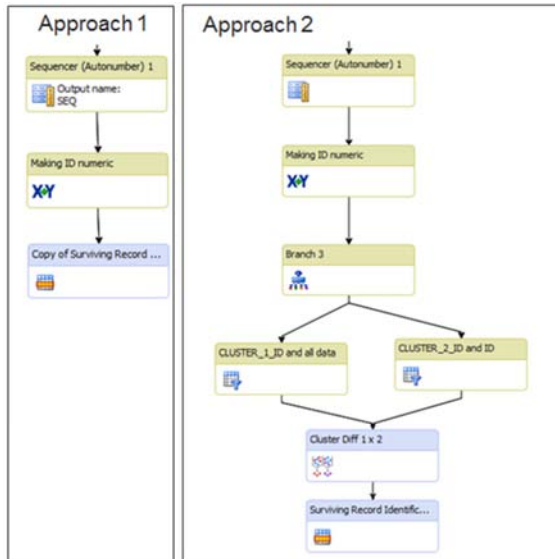 Approach 1
Sequencer (Autonumber) 1
Output name:
SEQ
Making ID numeric
Copy of Surviving Record ...
Approach 2
Sequencer (Autonumber) 1
Making ID numeric
Branch 3
CLUSTER_1_ID and all data
CLUSTER_2_ID and ID
Cluster Diff 1 x 2
Surviving Record Identific...